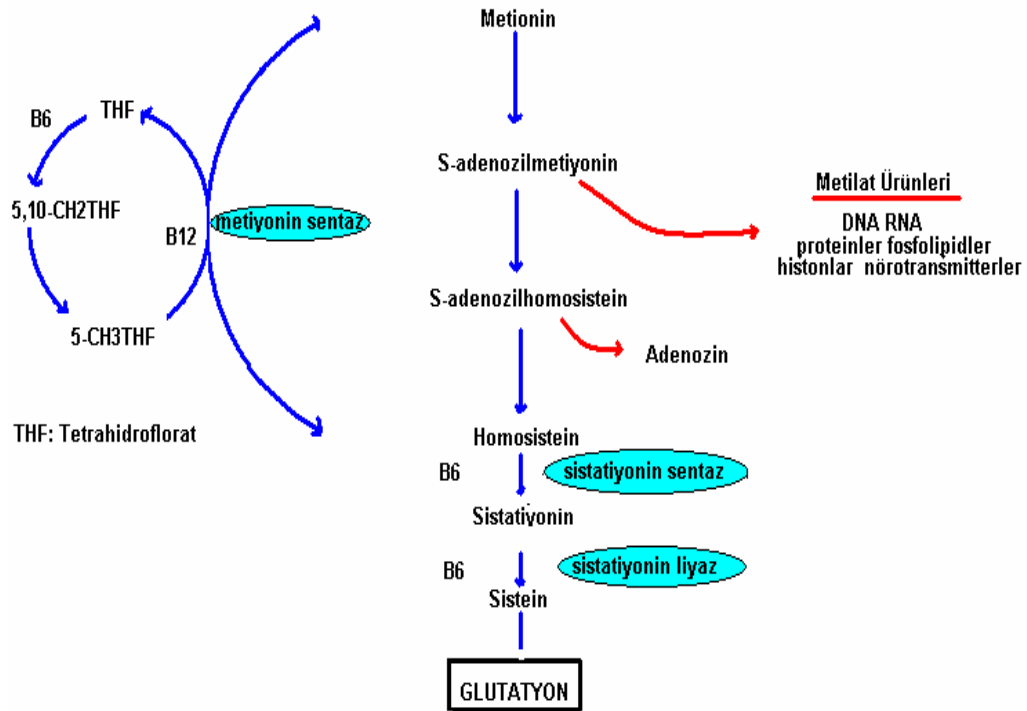 Metionin
B6
THF
5,10-CH2THF
B12
metiyonin sentaz
5-CH3THF
THF: Tetrahidroflorat
S-adenozilmetiyonin
Metilat Ürünleri
DNA RNA
proteinler fosfolipidler
histonlar nörotransmitterler
S-adenozilhomosistein
Adenozin
Homosistein
B6
sistatiyonin sentaz
Sistatiyonin
B6
sistatiyonin liyaz
Sistein
GLUTATYON